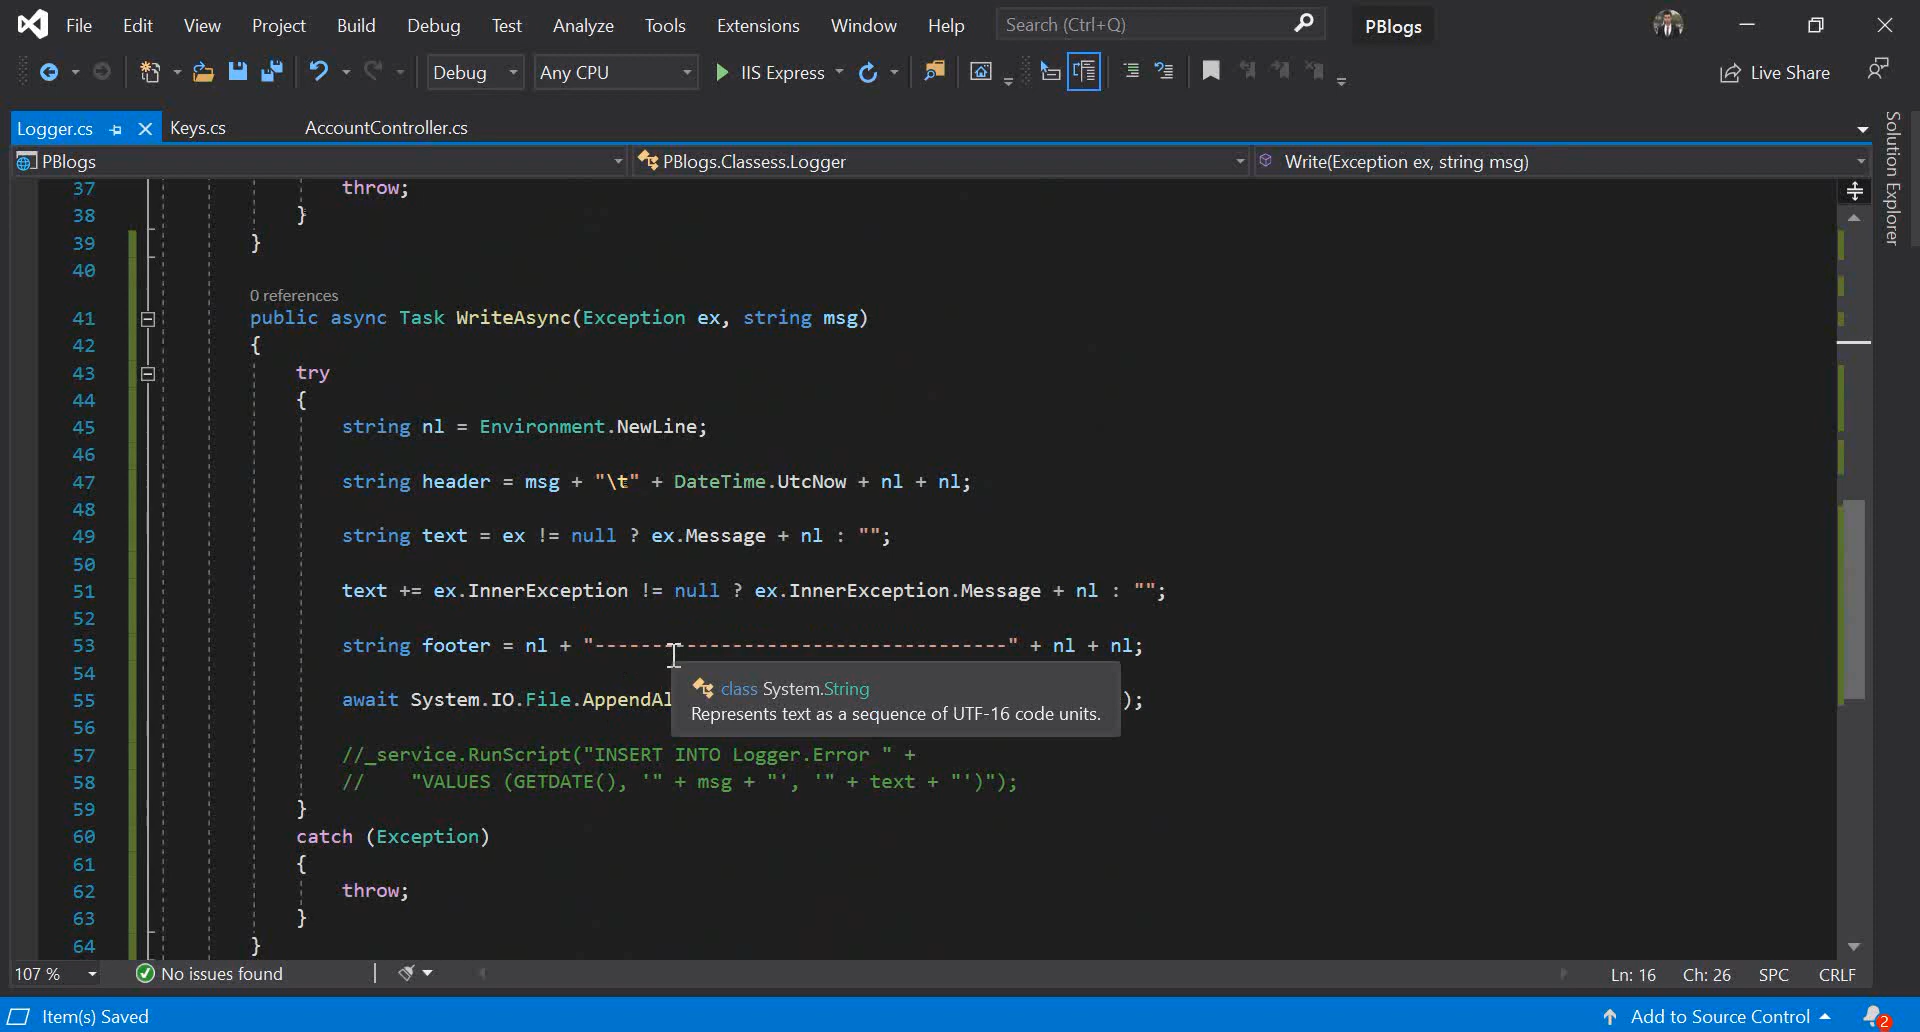 File Edit View Project Build Debug Test Analyze Tools Extensions Window Help Search (Ctrl+Q) PBlogs
Debug Any CPU IIS Express Live Share
Logger.cs Keys.cs AccountController.cs
PBlogs PBlogs.Classess.Logger Write(Exception ex, string msg)
Solution Explorer
37 throw;
38 }
39 }
40
0 references
41 public async Task WriteAsync(Exception ex, string msg)
42 {
43 try
44 {
45 string nl = Environment.NewLine;
46
47 string header = msg + "\t" + DateTime.UtcNow + nl + nl;
48
49 string text = ex != null ? ex.Message + nl : "";
50
51 text += ex.InnerException != null ? ex.InnerException.Message + nl : "";
52
53 string footer = nl + "------------------------------------" + nl + nl;
54
class System.String
55 await System.IO.File.AppendAl );
Represents text as a sequence of UTF-16 code units.
56
57 //_service.RunScript("INSERT INTO Logger.Error " +
58 // "VALUES (GETDATE(), '" + msg + "', '" + text + "')");
59 }
60 catch (Exception)
61 {
62 throw;
63 }
64 }
107 % No issues found Ln: 16 Ch: 26 SPC CRLF
Item(s) Saved Add to Source Control 2